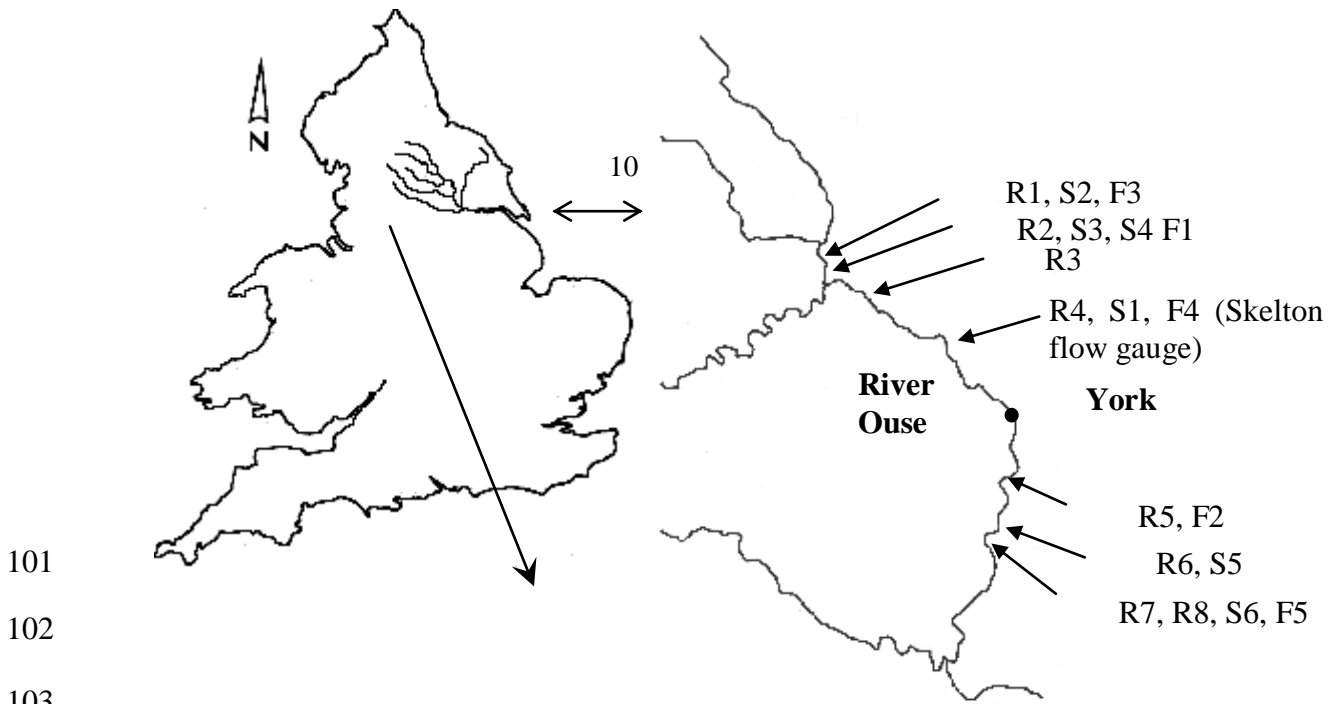 N
10
R1, S2, F3
R2, S3, S4 F1
R3
R4, S1, F4 (Skelton
flow gauge)
River
Ouse
York
R5, F2
R6, S5
R7, R8, S6, F5
101
102
103